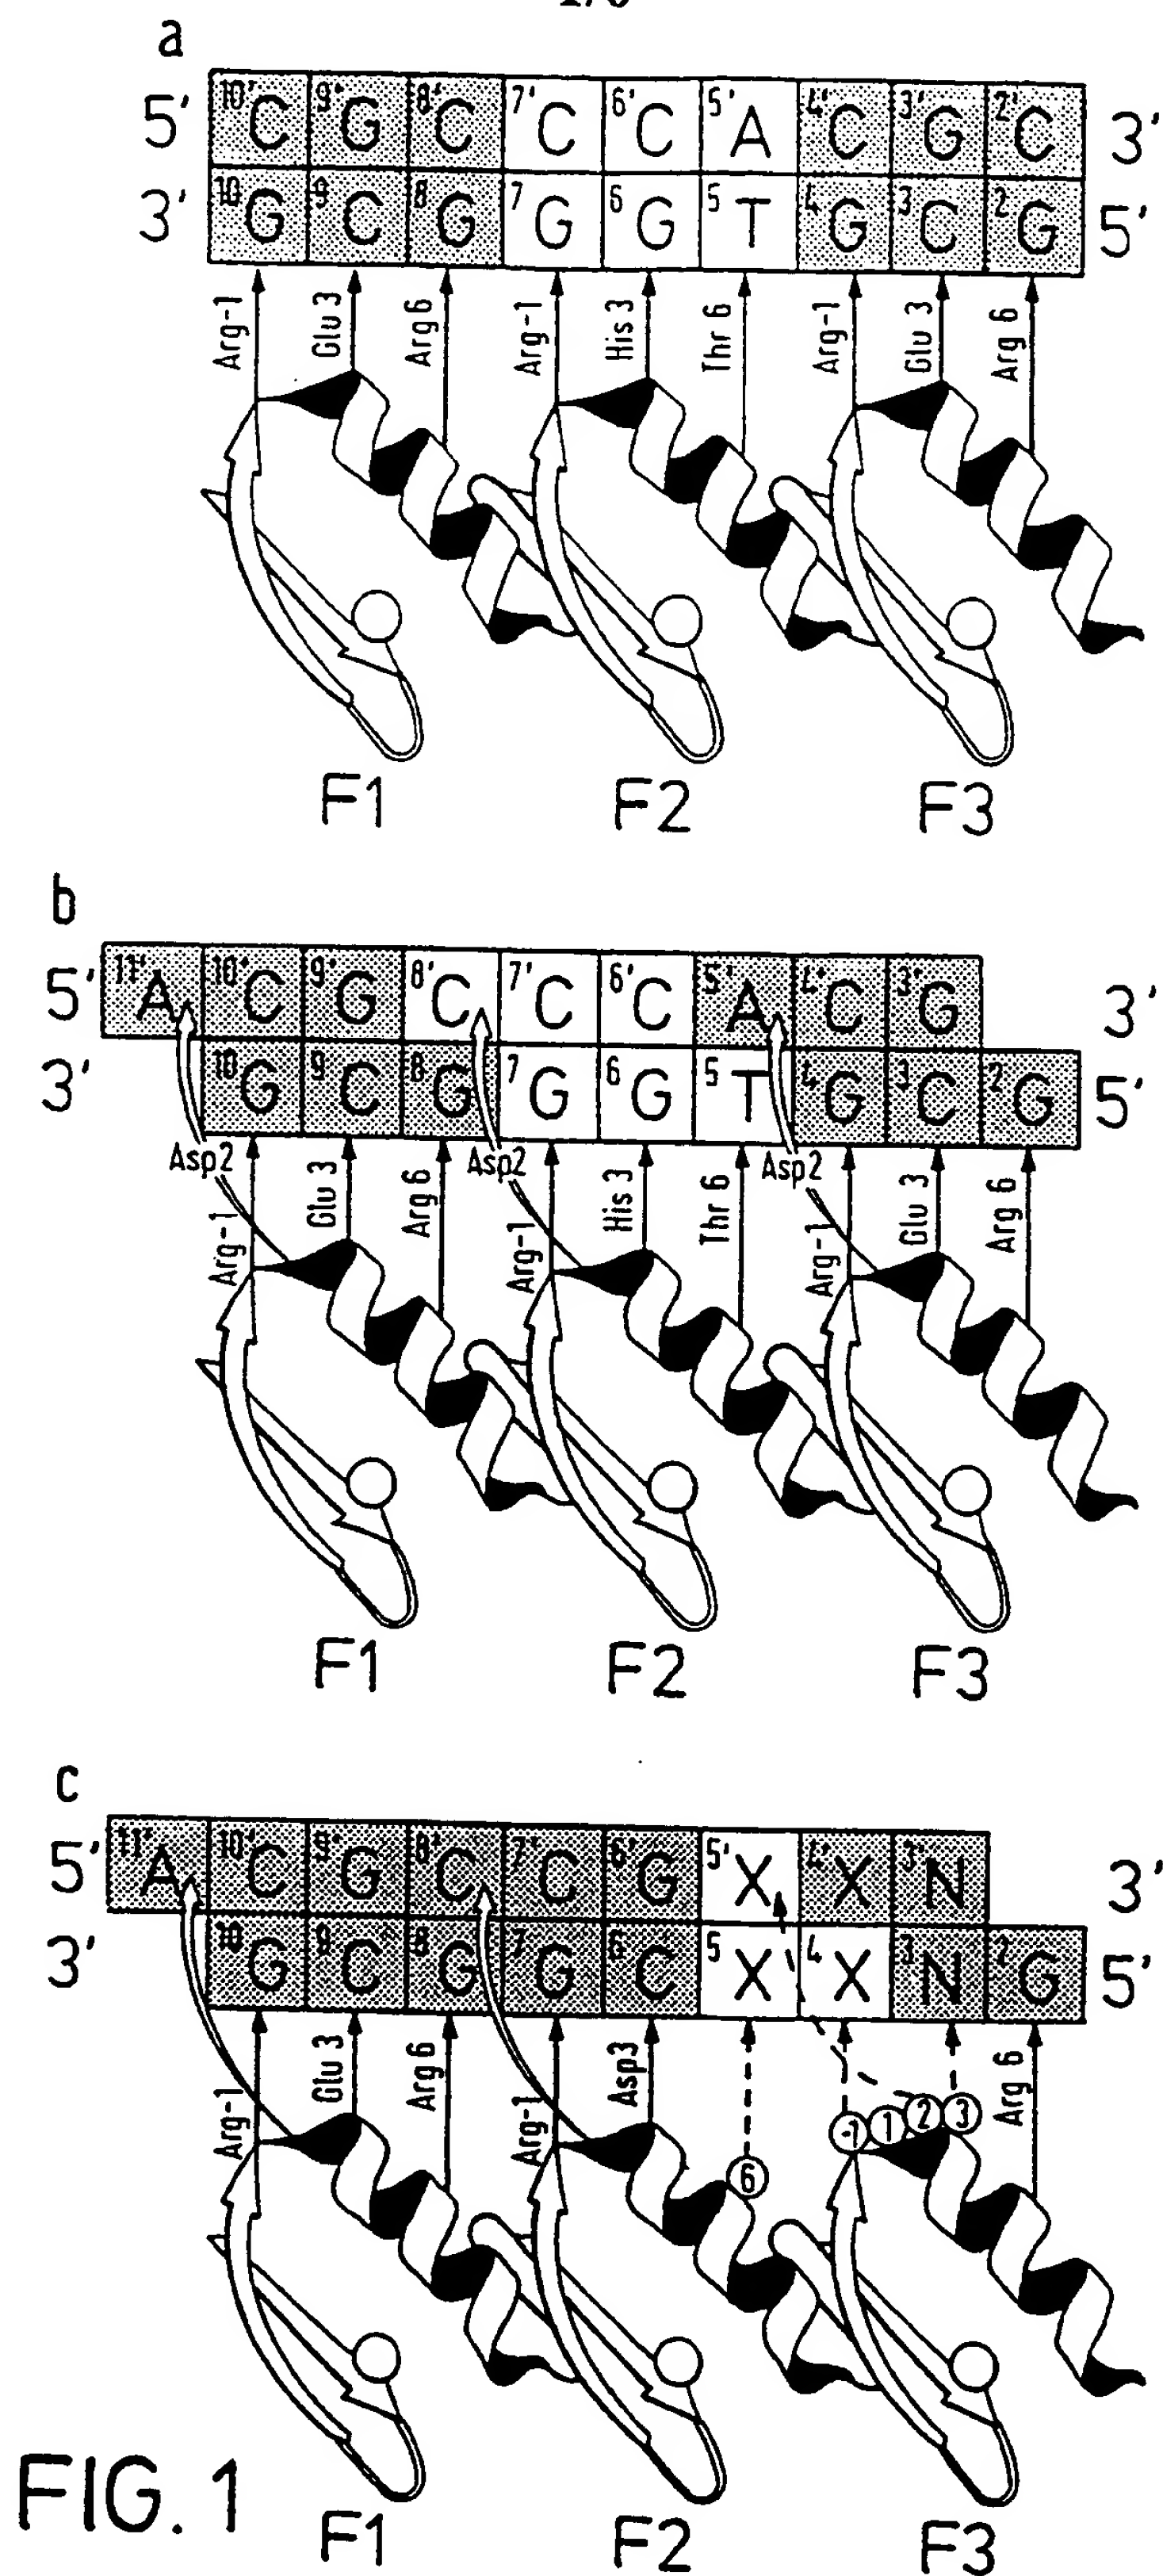 a
5' 10' C 9' G 8' C 7' C 6' C 5' A 4' C 3' G 2' C 3'
3' 10 G 9 C 8 G 7 G 6 G 5 T 4 G 3 C 2 G 5'
Arg-1 Glu 3 Arg 6 Arg-1 His 3 Thr 6 Arg-1 Glu 3 Arg 6
F1 F2 F3
b
5' 11' A 10' C 9' G 8' C 7' C 6' C 5' A 4' C 3' G 3'
3' 10 G 9 C 8 G 7 G 6 G 5 T 4 G 3 C 2 G 5'
Asp2 Asp2 Asp2
Arg-1 Glu 3 Arg 6 Arg-1 His 3 Thr 6 Arg-1 Glu 3 Arg 6
F1 F2 F3
c
5' 11' A 10' C 9' G 8' C 7' C 6' G 5' X 4' X 3' N 3'
3' 10 G 9 C 8 G 7 G 6 C 5 X 4 X 3 N 2 G 5'
Arg-1 Glu 3 Arg 6 Arg-1 Asp3 6 -1 1 2 3 Arg 6
F1 F2 F3
FIG. 1